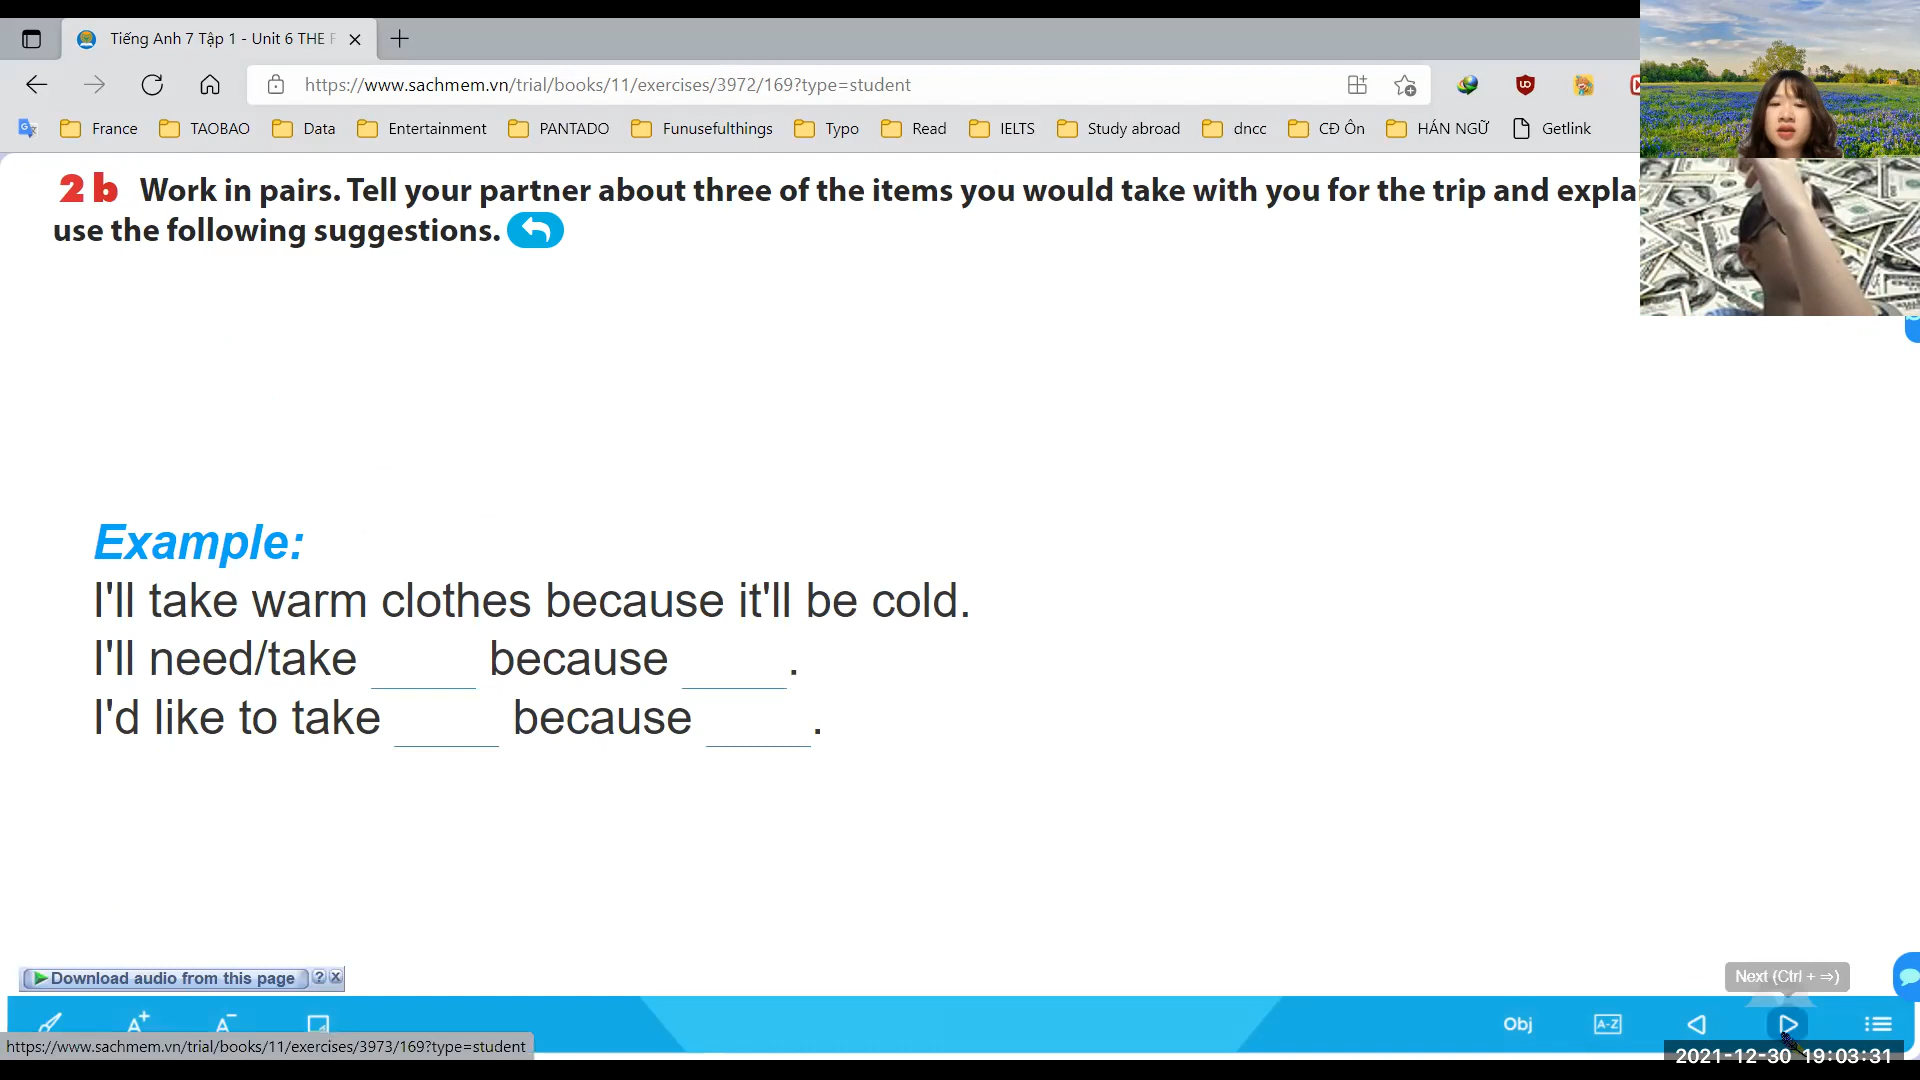 Tiếng Anh 7 Tập 1 - Unit 6 THE F
https://www.sachmem.vn/trial/books/11/exercises/3972/169?type=student
France TAOBAO Data Entertainment PANTADO Funusefulthings Typo Read IELTS Study abroad dncc CĐ Ôn HÁN NGỮ Getlink
2 b Work in pairs. Tell your partner about three of the items you would take with you for the trip and expla
use the following suggestions.
Example:
I'll take warm clothes because it'll be cold.
I'll need/take _____ because _____.
I'd like to take _____ because _____.
Download audio from this page ? x
Next (Ctrl + ⇒)
A+ A- Obj A-Z
https://www.sachmem.vn/trial/books/11/exercises/3973/169?type=student
2021-12-30 19:03:31